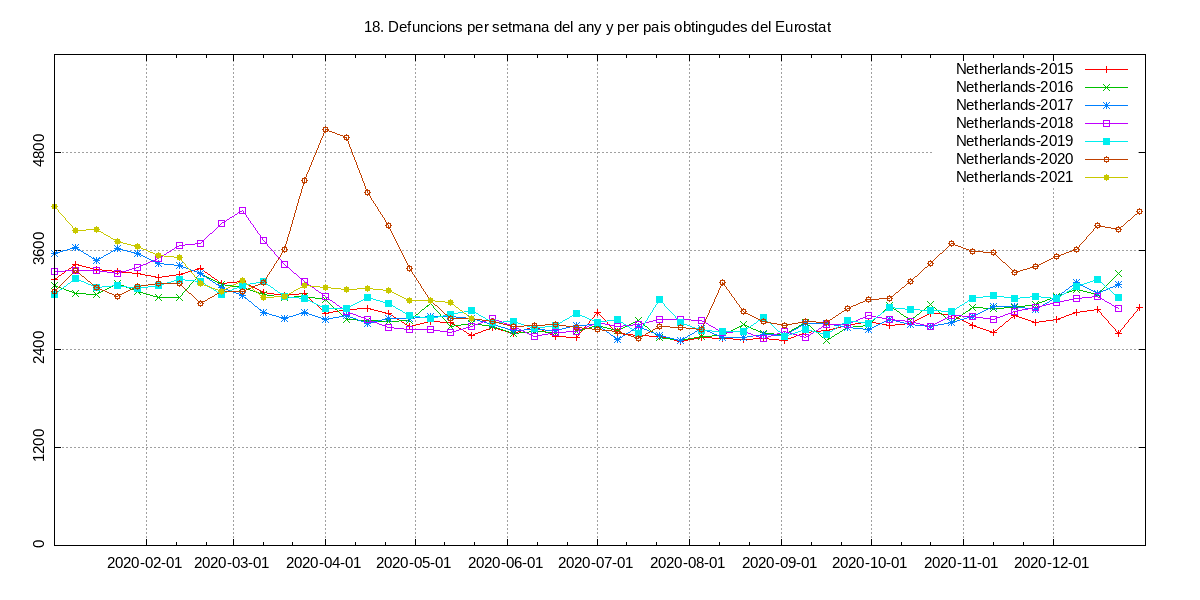 18. Defuncions per setmana del any y per pais obtingudes del Eurostat
Netherlands-2015
Netherlands-2016
Netherlands-2017
Netherlands-2018
Netherlands-2019
Netherlands-2020
Netherlands-2021
4800
3600
2400
1200
0
2020-02-01 2020-03-01 2020-04-01 2020-05-01 2020-06-01 2020-07-01 2020-08-01 2020-09-01 2020-10-01 2020-11-01 2020-12-01